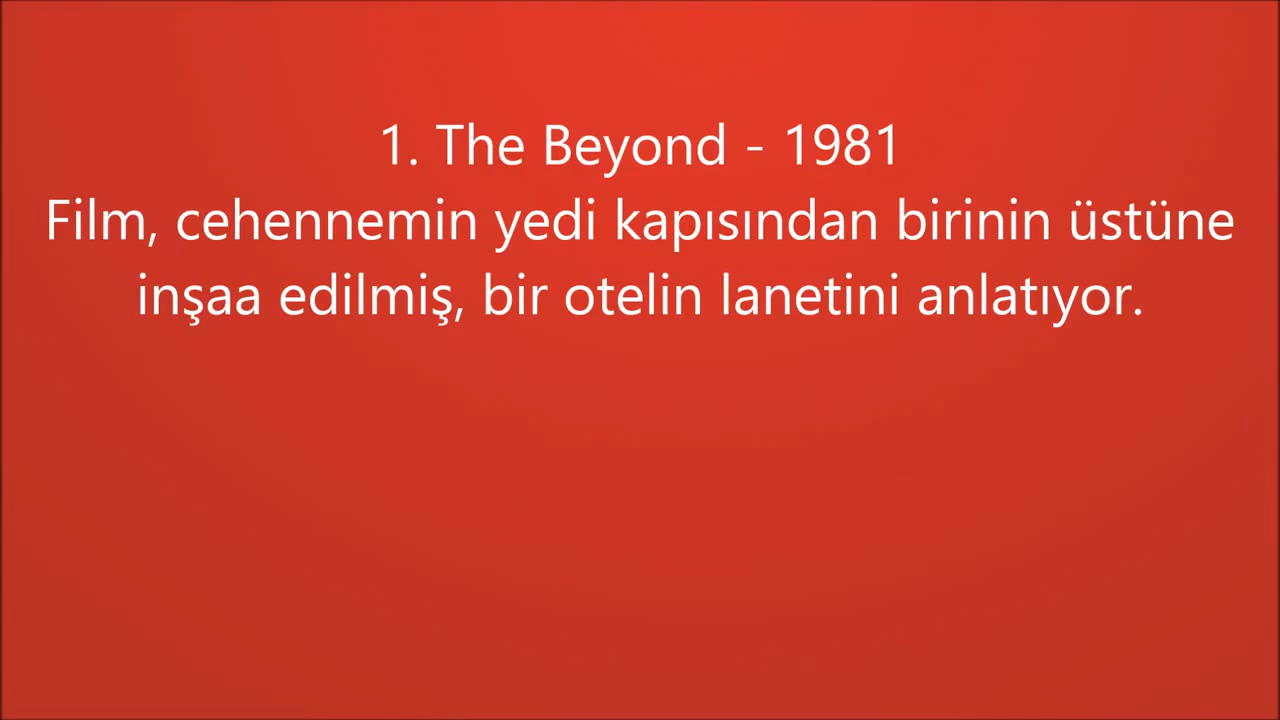 1. The Beyond - 1981
Film, cehennemin yedi kapısından birinin üstüne
inşaa edilmiş, bir otelin lanetini anlatıyor.